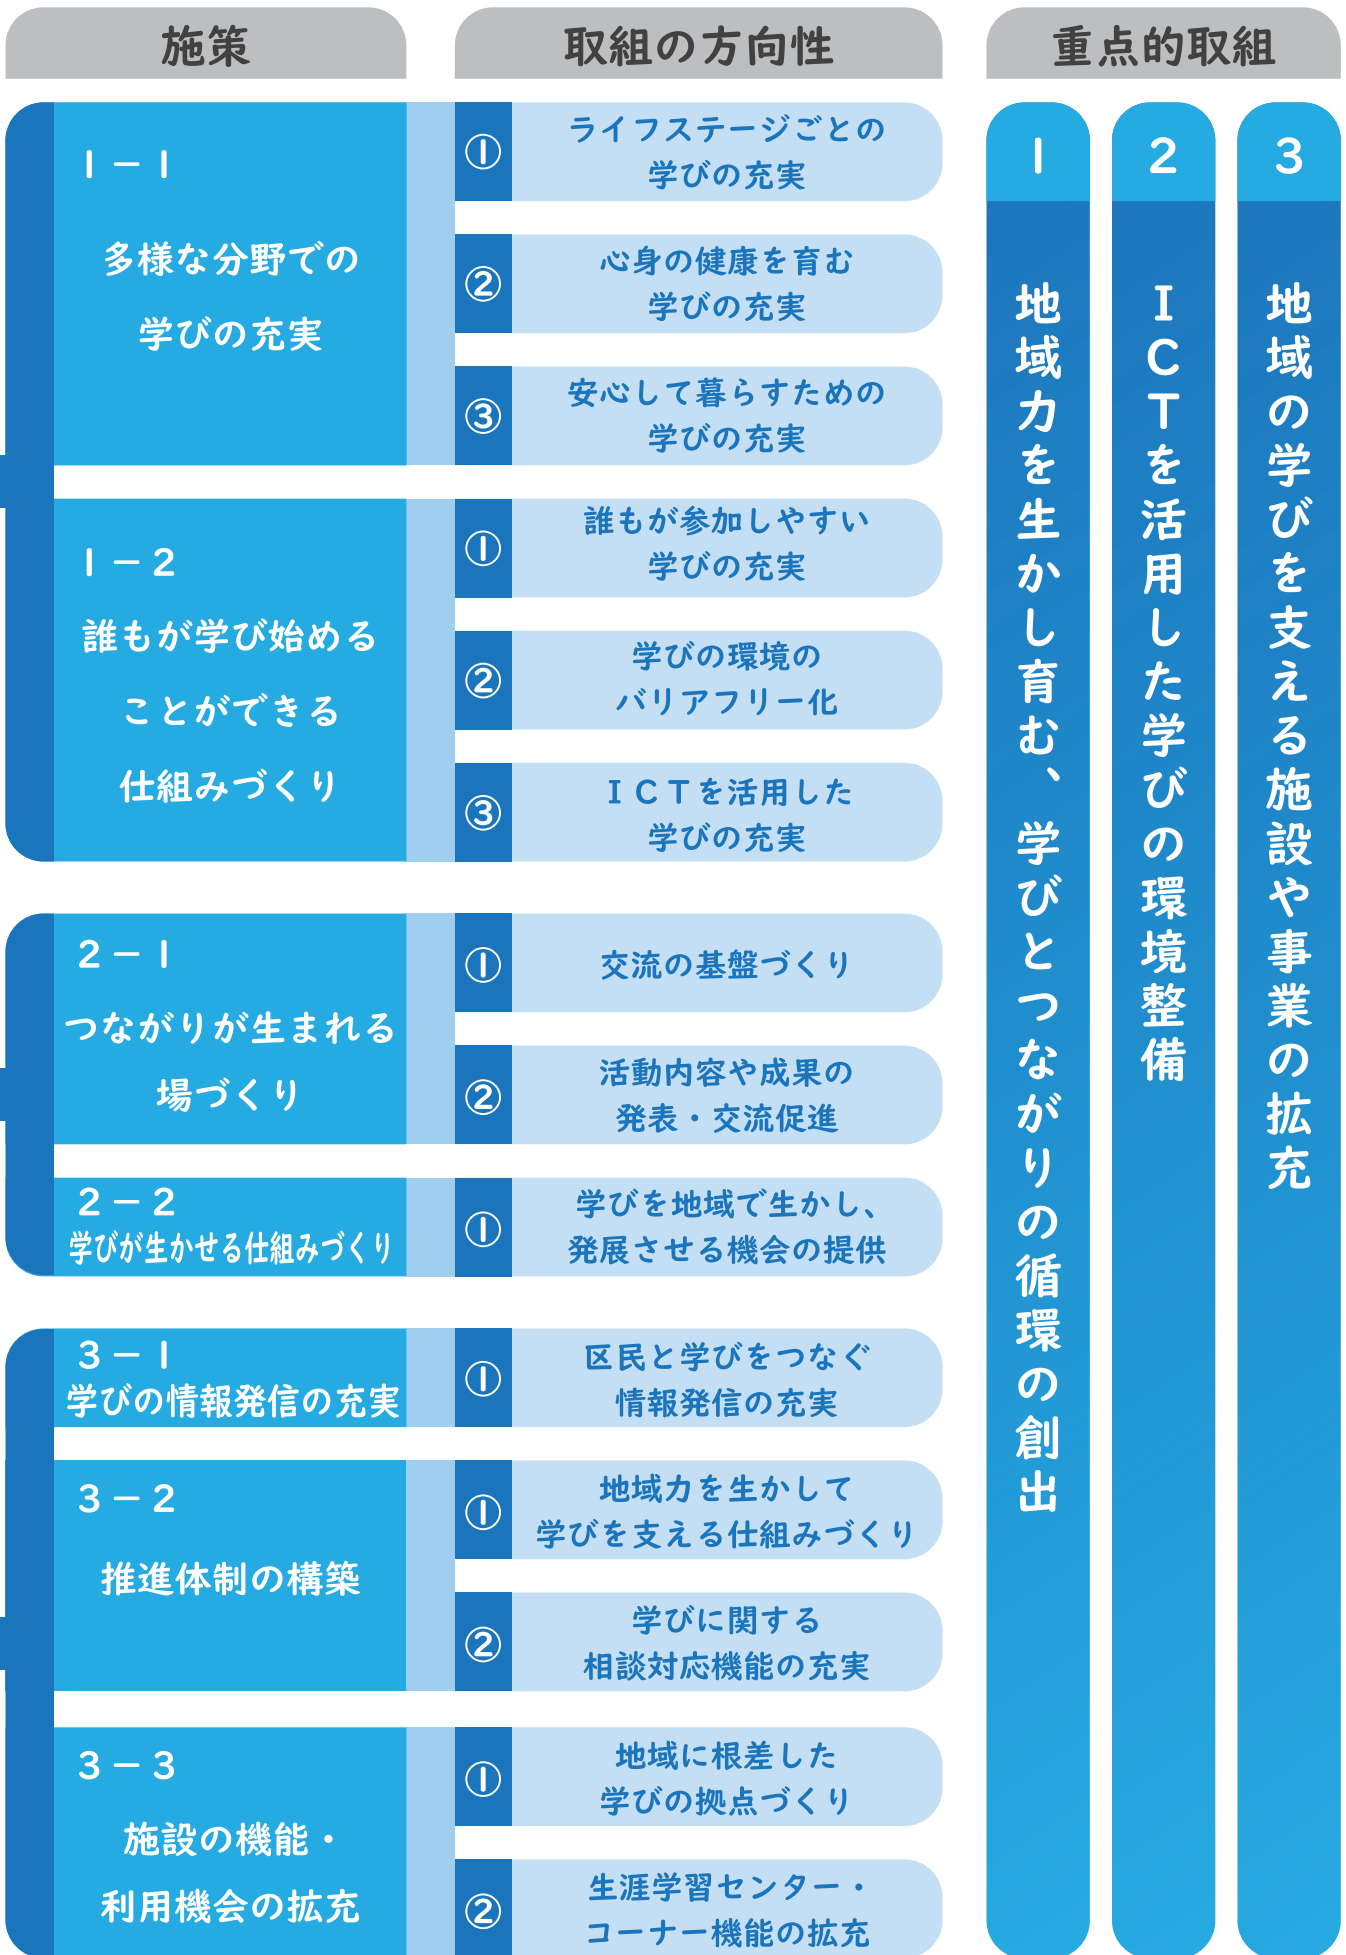 施策
取組の方向性
重点的取組
1－1
多様な分野での
学びの充実
①
ライフステージごとの
学びの充実
②
心身の健康を育む
学びの充実
③
安心して暮らすための
学びの充実
1－2
誰もが学び始める
ことができる
仕組みづくり
①
誰もが参加しやすい
学びの充実
②
学びの環境の
バリアフリー化
③
ICTを活用した
学びの充実
2－1
つながりが生まれる
場づくり
①
交流の基盤づくり
②
活動内容や成果の
発表・交流促進
2－2
学びが生かせる仕組みづくり
①
学びを地域で生かし、
発展させる機会の提供
3－1
学びの情報発信の充実
①
区民と学びをつなぐ
情報発信の充実
3－2
推進体制の構築
①
地域力を生かして
学びを支える仕組みづくり
②
学びに関する
相談対応機能の充実
3－3
施設の機能・
利用機会の拡充
①
地域に根差した
学びの拠点づくり
②
生涯学習センター・
コーナー機能の拡充
1
地域力を生かし育む、学びとつながりの循環の創出
2
ICTを活用した学びの環境整備
3
地域の学びを支える施設や事業の拡充